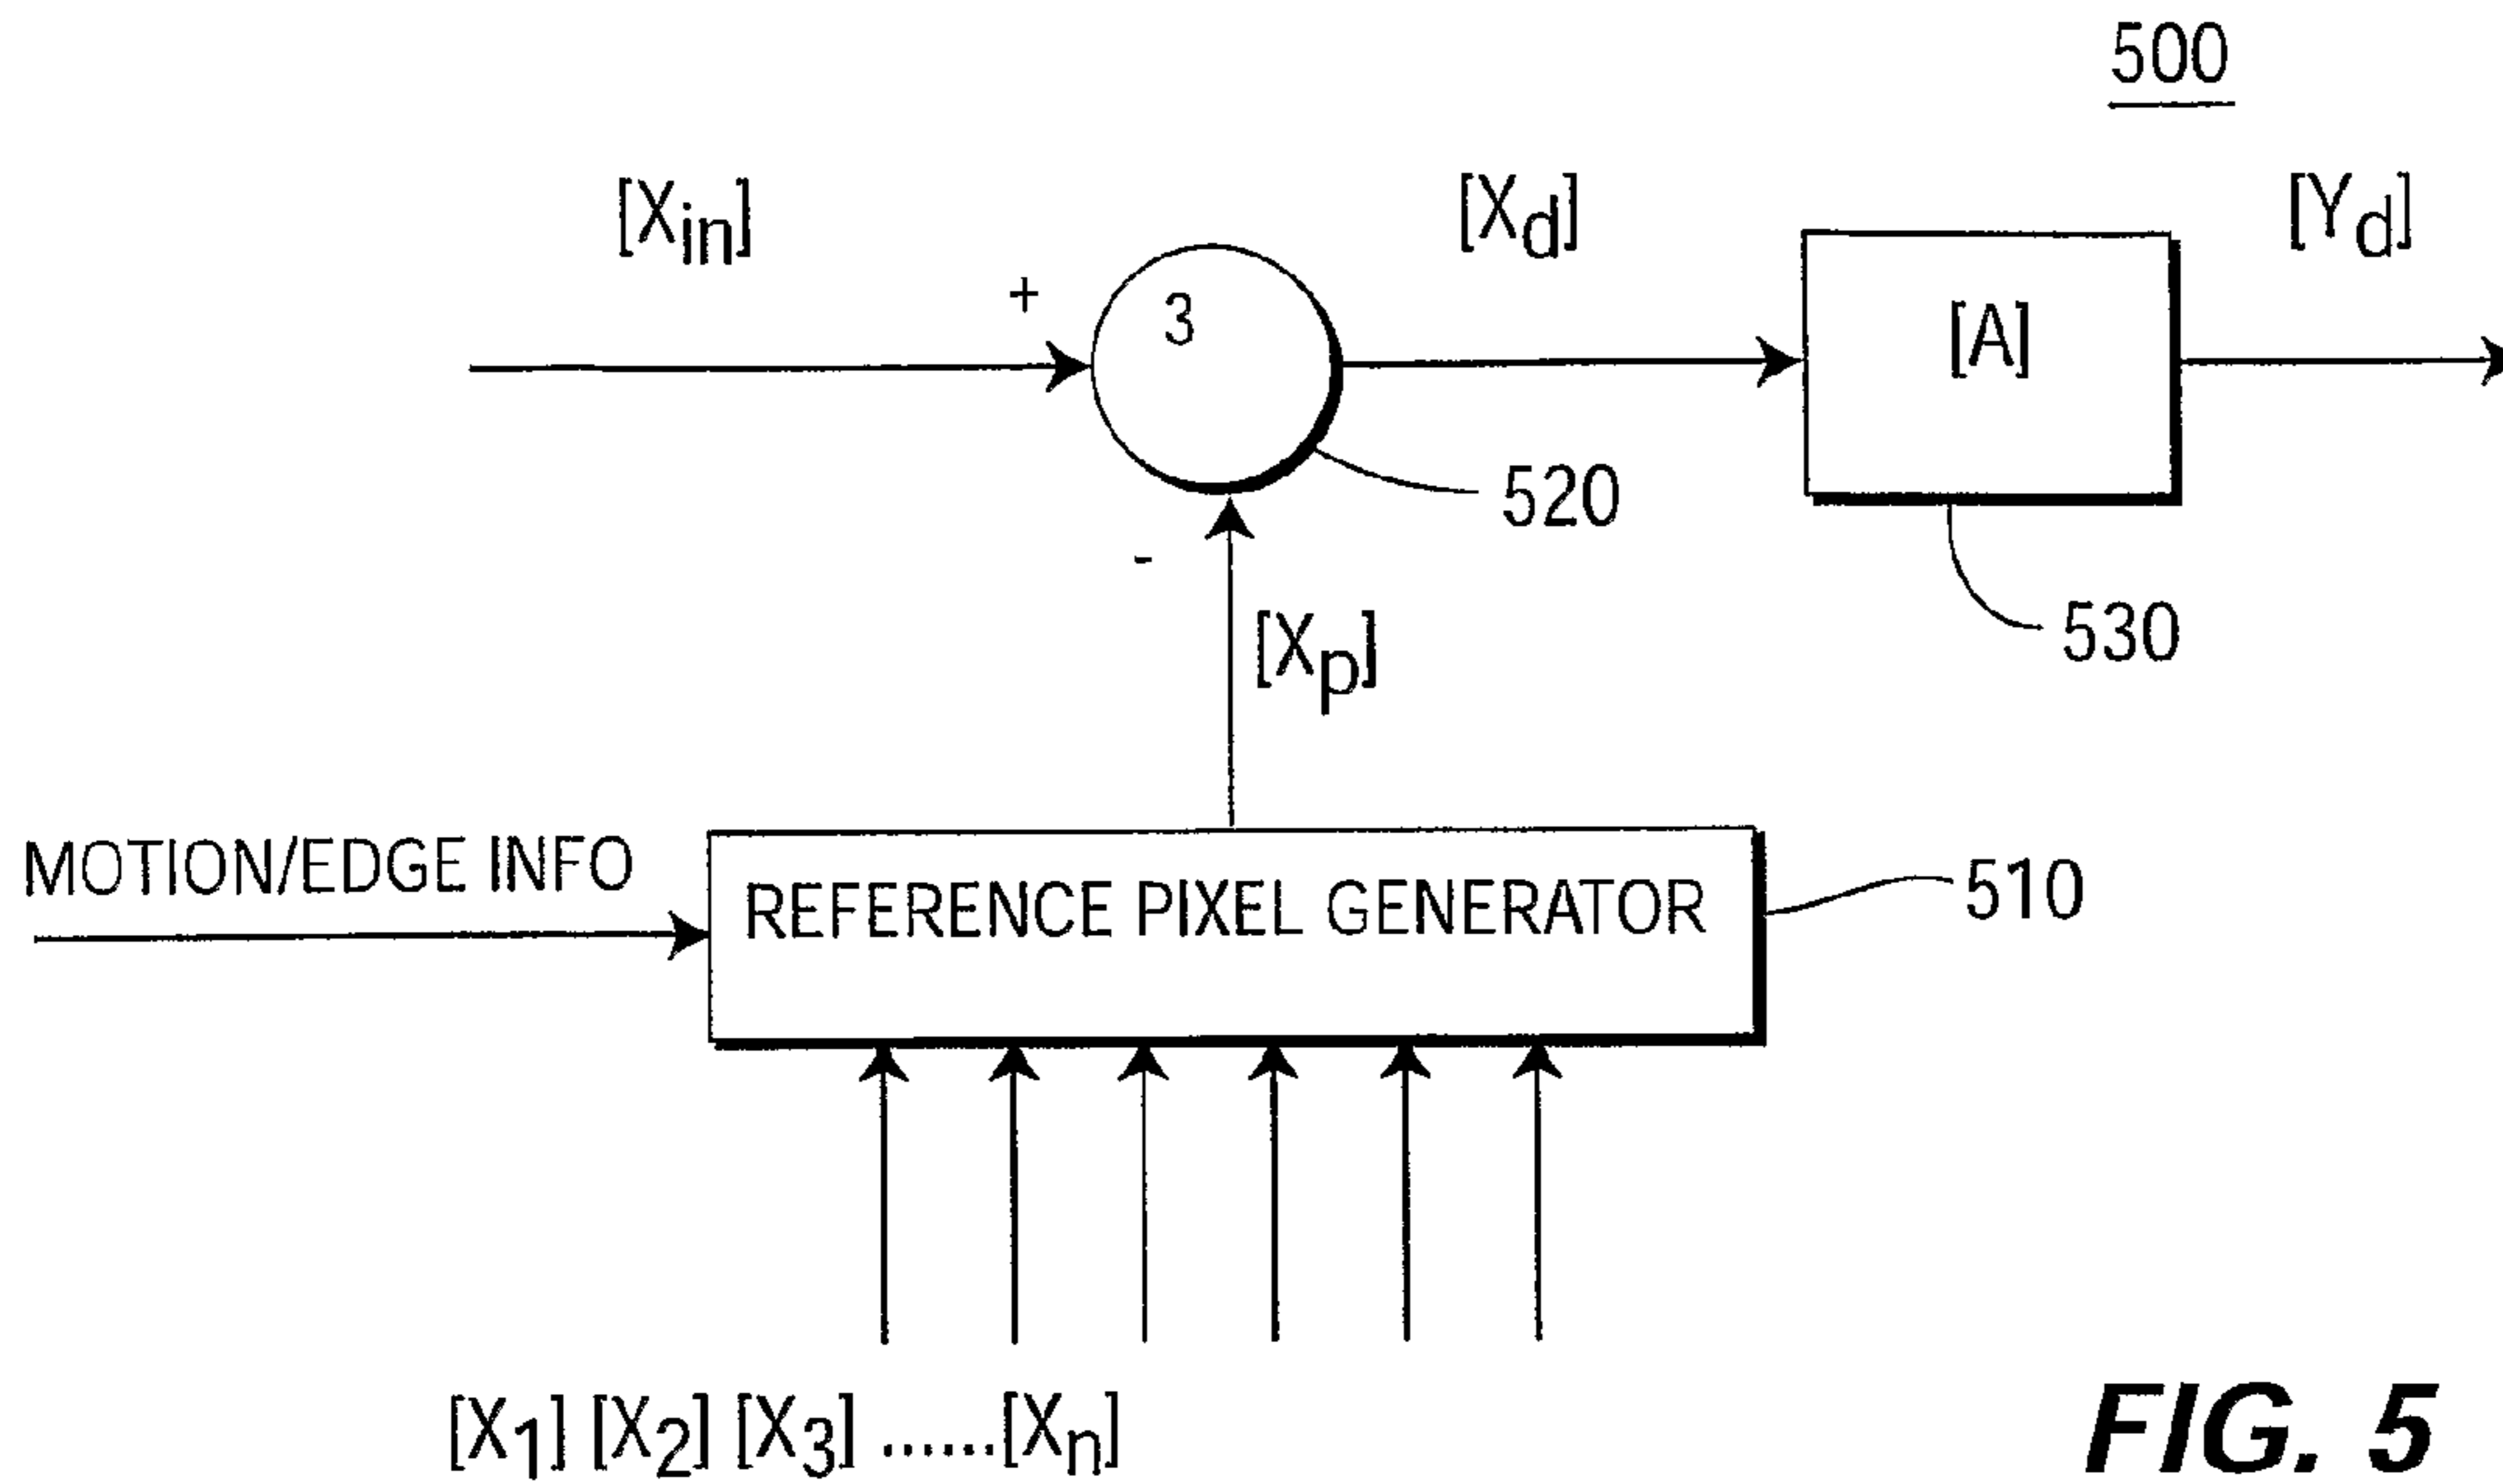 500
[Xin]
[Xd]
[Yd]
+
3
[A]
520
-
[Xp]
530
MOTION/EDGE INFO
REFERENCE PIXEL GENERATOR
510
[X1] [X2] [X3] ......[Xn]
FIG. 5